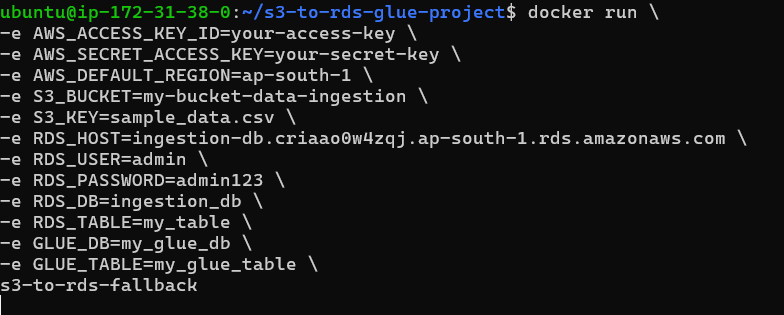 ubuntu@ip-172-31-38-0:~/s3-to-rds-glue-project$ docker run \
-e AWS_ACCESS_KEY_ID=your-access-key \
-e AWS_SECRET_ACCESS_KEY=your-secret-key \
-e AWS_DEFAULT_REGION=ap-south-1 \
-e S3_BUCKET=my-bucket-data-ingestion \
-e S3_KEY=sample_data.csv \
-e RDS_HOST=ingestion-db.criaao0w4zqj.ap-south-1.rds.amazonaws.com \
-e RDS_USER=admin \
-e RDS_PASSWORD=admin123 \
-e RDS_DB=ingestion_db \
-e RDS_TABLE=my_table \
-e GLUE_DB=my_glue_db \
-e GLUE_TABLE=my_glue_table \
s3-to-rds-fallback